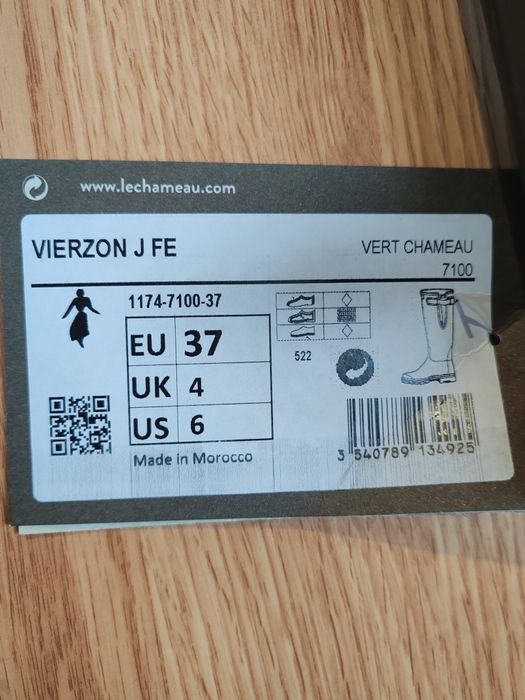 www.lechameau.com
VIERZON J FE
VERT CHAMEAU
7100
1174-7100-37
EU 37
UK 4
US 6
522
Made in Morocco
3 540789 134925